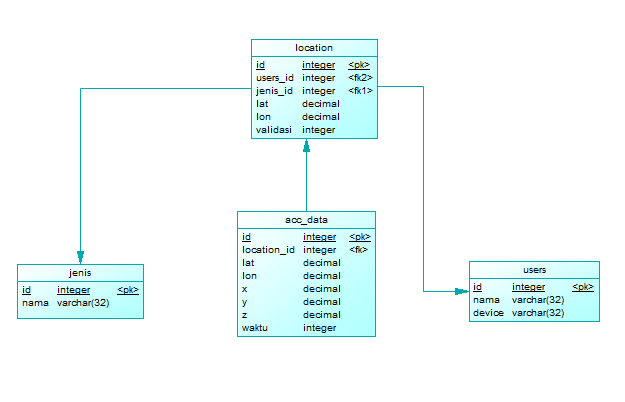 location
id integer <pk>
users_id integer <fk2>
jenis_id integer <fk1>
lat decimal
lon decimal
validasi integer
acc_data
id integer <pk>
location_id integer <fk>
lat decimal
lon decimal
x decimal
y decimal
z decimal
waktu integer
jenis
id integer <pk>
nama varchar(32)
users
id integer <pk>
nama varchar(32)
device varchar(32)